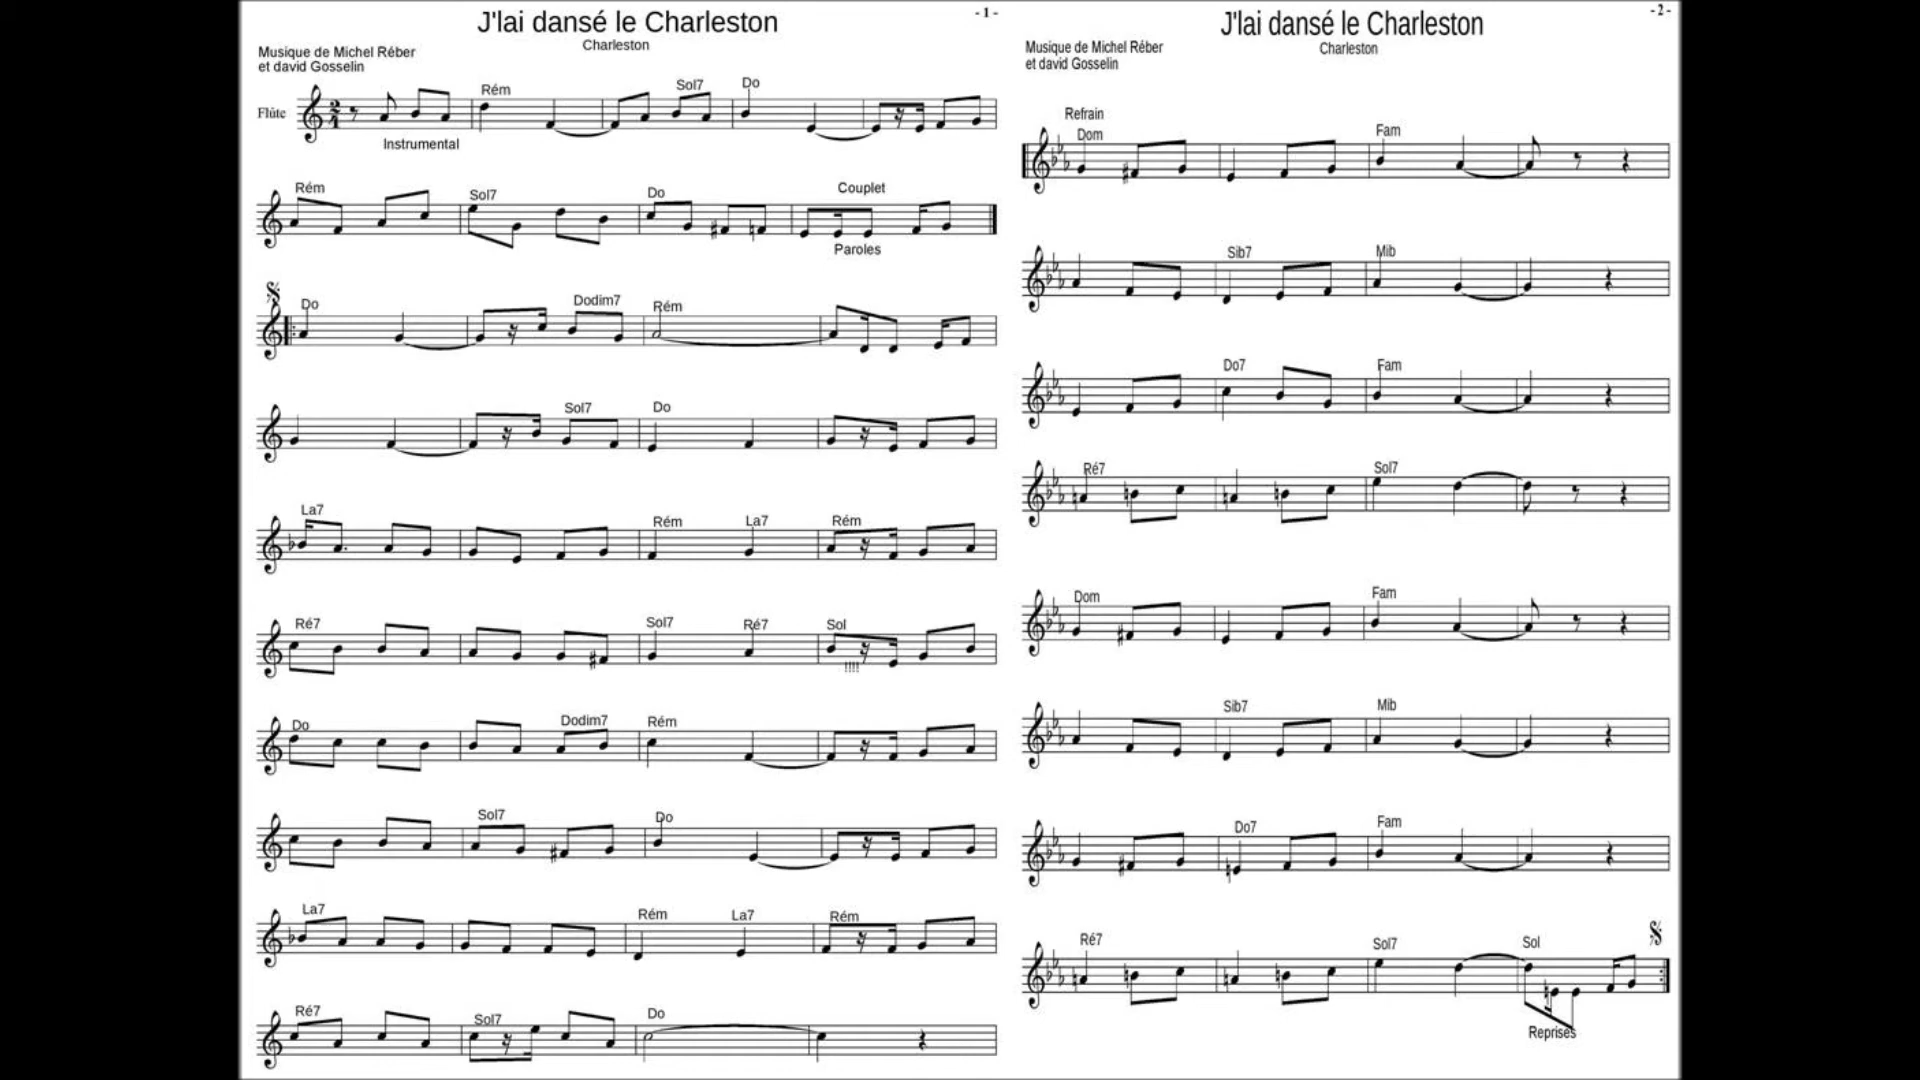 J'lai dansé le Charleston
- 1 -
Charleston
Musique de Michel Réber
et david Gosselin
Flûte
Rém Sol7 Do
2
4
Instrumental
Rém Sol7 Do Couplet
Paroles
Do Dodim7 Rém
Sol7 Do
La7 Rém La7 Rém
Ré7 Sol7 Ré7 Sol
!!!!
Do Dodim7 Rém
Sol7 Do
La7 Rém La7 Rém
Ré7 Sol7 Do
J'lai dansé le Charleston
- 2 -
Charleston
Musique de Michel Réber
et david Gosselin
Refrain
Dom Fam
Sib7 Mib
Do7 Fam
Ré7 Sol7
Dom Fam
Sib7 Mib
Do7 Fam
Ré7 Sol7 Sol
Reprises